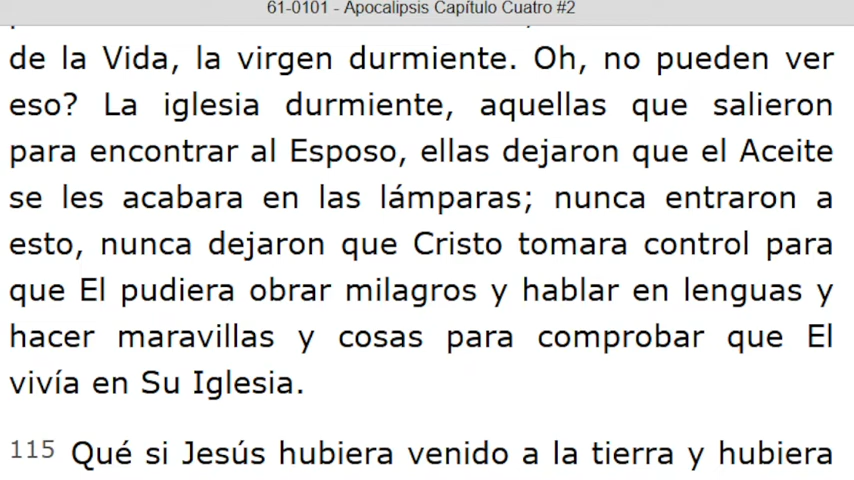 61-0101 - Apocalipsis Capítulo Cuatro #2
de la Vida, la virgen durmiente. Oh, no pueden ver
eso? La iglesia durmiente, aquellas que salieron
para encontrar al Esposo, ellas dejaron que el Aceite
se les acabara en las lámparas; nunca entraron a
esto, nunca dejaron que Cristo tomara control para
que El pudiera obrar milagros y hablar en lenguas y
hacer maravillas y cosas para comprobar que El
vivía en Su Iglesia.
115 Qué si Jesús hubiera venido a la tierra y hubiera